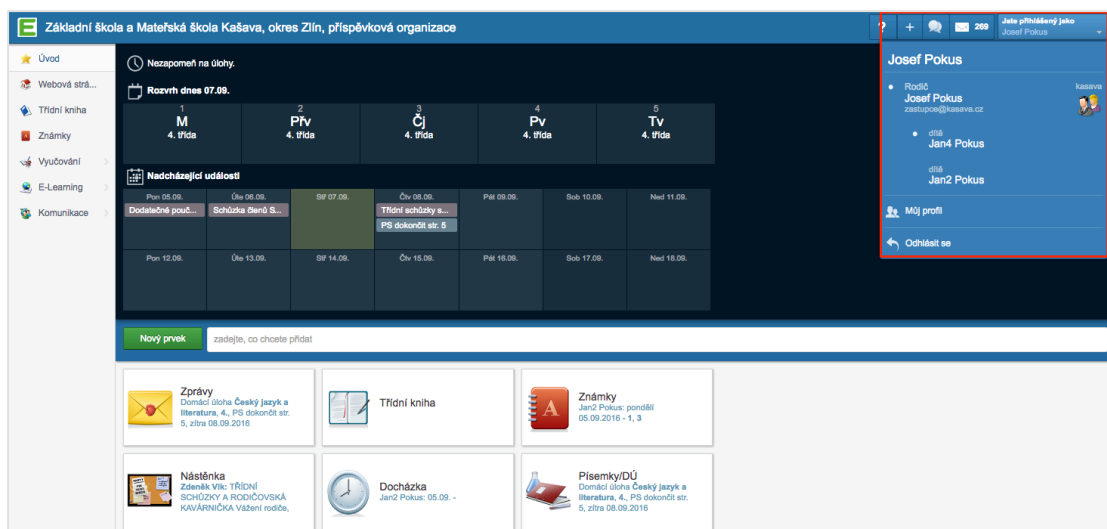 Základní škola a Mateřská škola Kašava, okres Zlín, příspěvková organizace
?
+
269
Jste přihlášený jako
Josef Pokus
Úvod
Webová strá...
Třídní kniha
Známky
Vyučování
E-Learning
Komunikace
Nezapomeň na úlohy.
Rozvrh dnes 07.09.
1 2 3 4 5
M Přv Čj Pv Tv
4. třída 4. třída 4. třída 4. třída 4. třída
Nadcházející události
Pon 05.09. Úte 06.09. Stř 07.09. Čtv 08.09. Pát 09.09. Sob 10.09. Ned 11.09.
Dodatečné pouč... Schůzka členů S... Třídní schůzky s...
PS dokončit str. 5
Pon 12.09. Úte 13.09. Stř 14.09. Čtv 15.09. Pát 16.09. Sob 17.09. Ned 18.09.
Josef Pokus
Rodič kasava
Josef Pokus
zastupce@kasava.cz
dítě
Jan4 Pokus
dítě
Jan2 Pokus
Můj profil
Odhlásit se
Nový prvek
zadejte, co chcete přidat
Zprávy
Domácí úloha Český jazyk a
literatura, 4., PS dokončit str.
5, zítra 08.09.2016
Třídní kniha
A
Známky
Jan2 Pokus: pondělí
05.09.2016 - 1, 3
Nástěnka
Zdeněk Vlk: TŘÍDNÍ
SCHŮZKY A RODIČOVSKÁ
KAVÁRNIČKA Vážení rodiče,
Docházka
Jan2 Pokus: 05.09. -
Písemky/DÚ
Domácí úloha Český jazyk a
literatura, 4., PS dokončit str.
5, zítra 08.09.2016